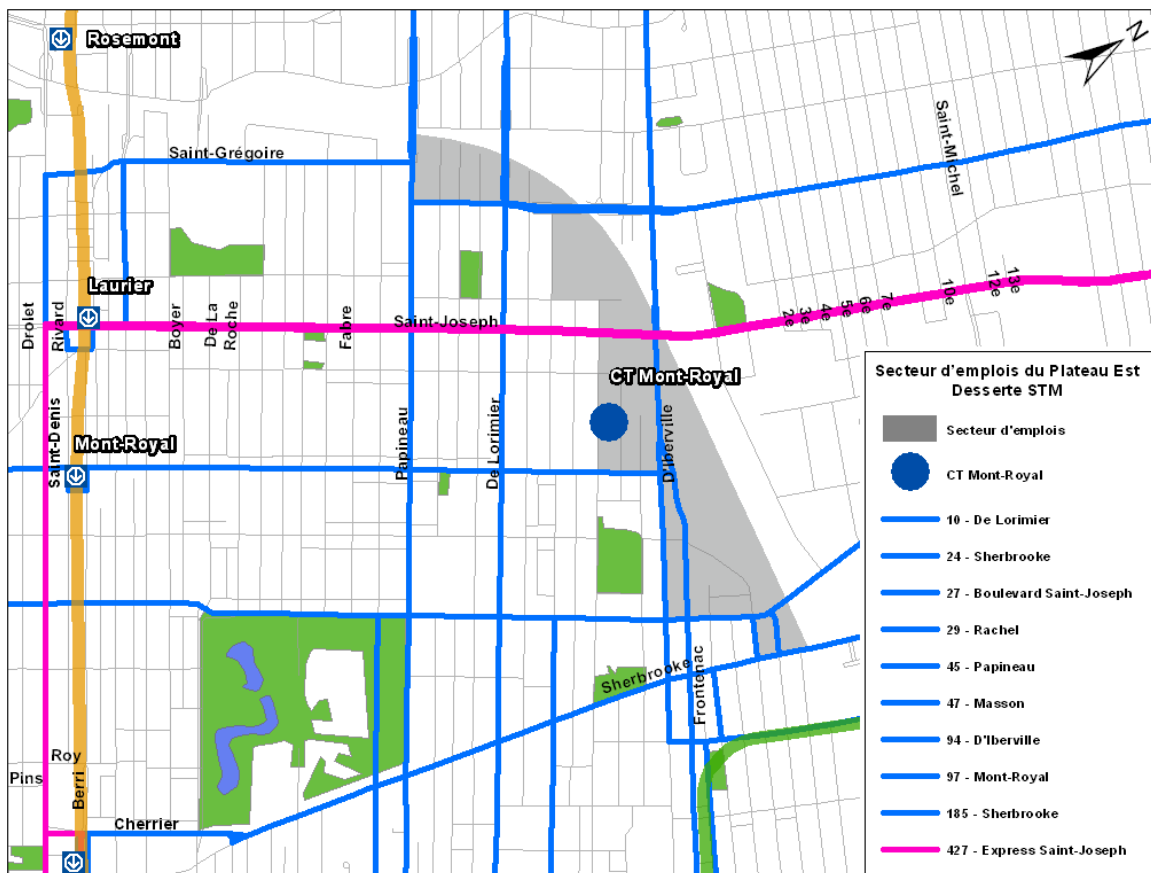 Rosemont
N
Saint-Michel
Saint-Grégoire
Laurier
Drolet
Rivard
Boyer
De La
Roche
Fabre
Saint-Joseph
2e
3e
4e
5e
6e
7e
10e
12e
13e
CT Mont-Royal
Saint-Denis
Mont-Royal
Papineau
De Lorimier
D'Iberville
Sherbrooke
Frontenac
Roy
Pins
Berri
Cherrier
Secteur d'emplois du Plateau Est
Desserte STM
Secteur d'emplois
CT Mont-Royal
10 - De Lorimier
24 - Sherbrooke
27 - Boulevard Saint-Joseph
29 - Rachel
45 - Papineau
47 - Masson
94 - D'Iberville
97 - Mont-Royal
185 - Sherbrooke
427 - Express Saint-Joseph